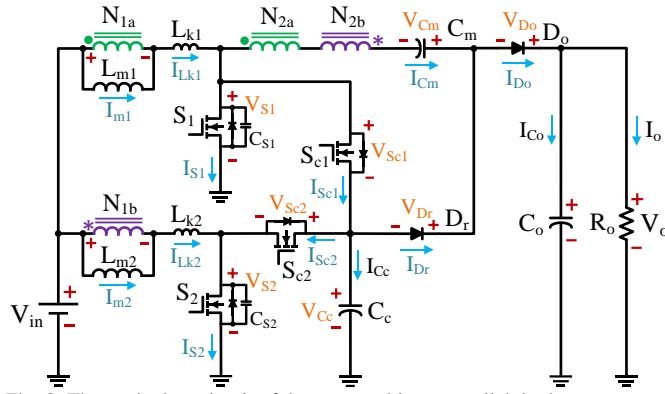 N1a
Lk1
N2a
N2b
VCm
Cm
VDo
Do
+
-
-
+
-
+
*
Lm1
ICm
IDo
Im1
ILk1
VS1
+
S1
CS1
-
+
Sc1
VSc1
-
ICo
Io
IS1
ISc1
N1b
Lk2
VSc2
VDr
Dr
*
+
-
-
+
-
+
Lm2
ILk2
Sc2
ISc2
ICc
IDr
Co
+
-
Ro
+
-
Vo
Im2
VS2
+
S2
CS2
-
Vin
+
-
VCc
+
-
Cc
IS2